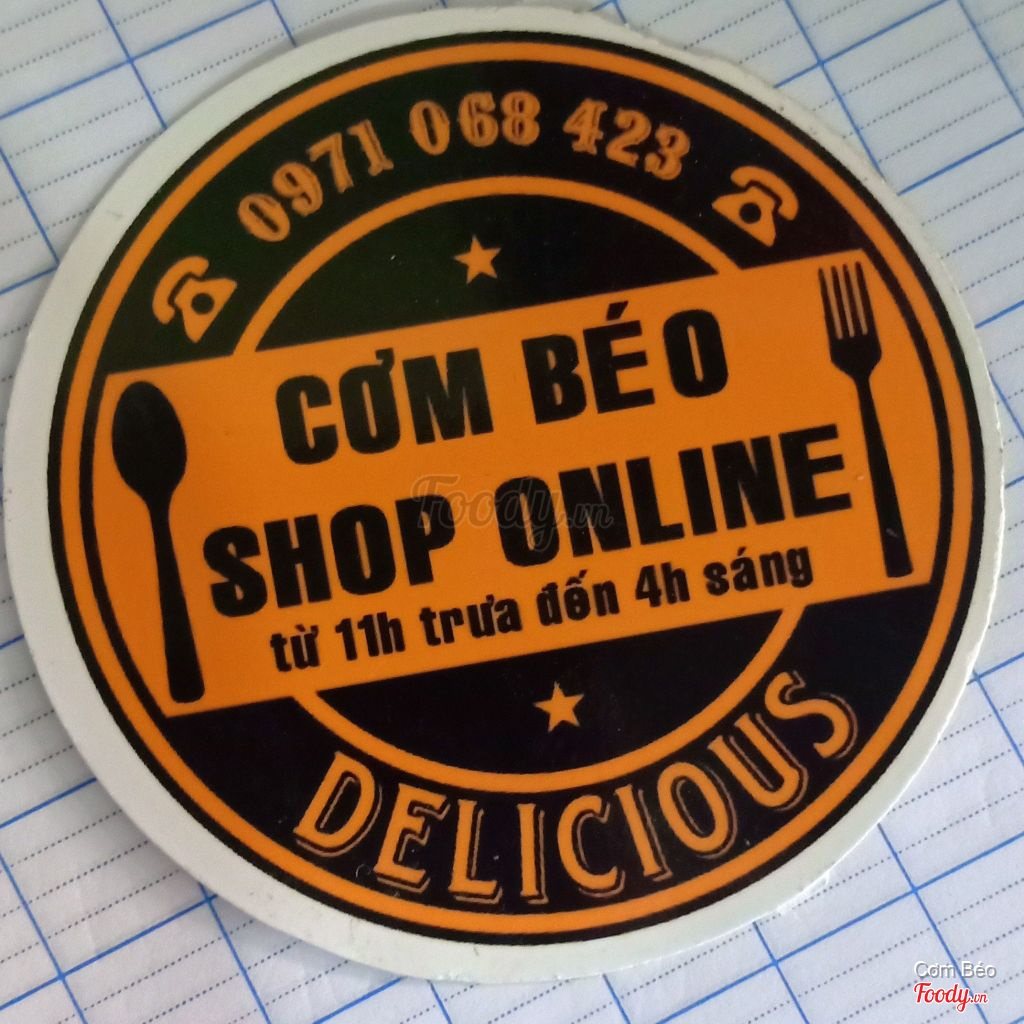 0971 068 423
CƠM BÉO
SHOP ONLINE
từ 11h trưa đến 4h sáng
DELICIOUS
Foody.vn
Cơm Béo
Foody.vn